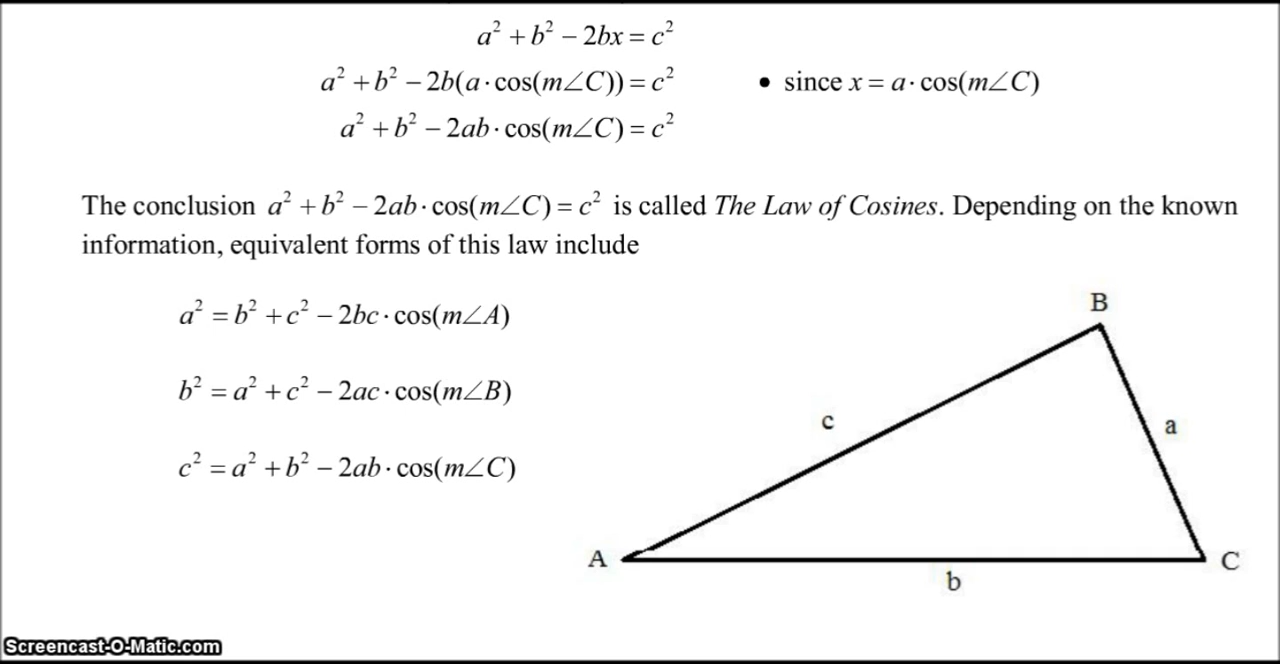 a² + b² − 2bx = c²
a² + b² − 2b(a · cos(m∠C)) = c² • since x = a · cos(m∠C)
a² + b² − 2ab · cos(m∠C) = c²
The conclusion a² + b² − 2ab · cos(m∠C) = c² is called The Law of Cosines. Depending on the known
information, equivalent forms of this law include
a² = b² + c² − 2bc · cos(m∠A)
b² = a² + c² − 2ac · cos(m∠B)
c² = a² + b² − 2ab · cos(m∠C)
B
c
a
A
C
b
Screencast-O-Matic.com